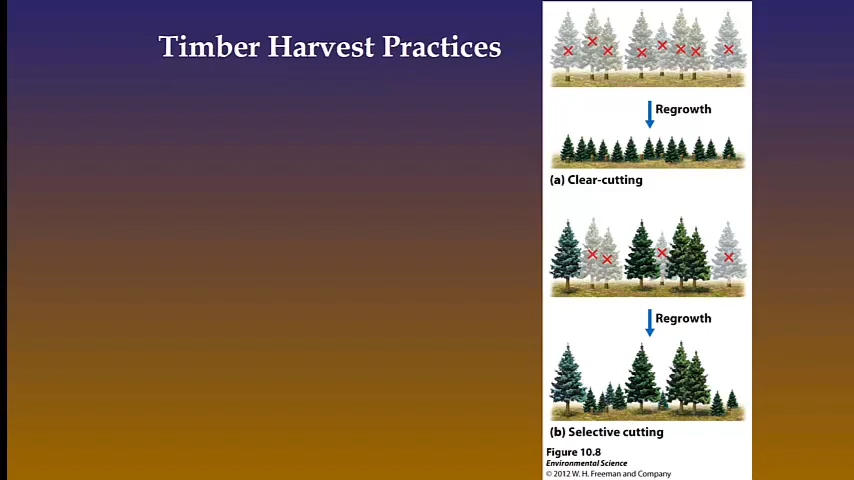 Timber Harvest Practices
Regrowth
(a) Clear-cutting
Regrowth
(b) Selective cutting
Figure 10.8
Environmental Science
© 2012 W. H. Freeman and Company